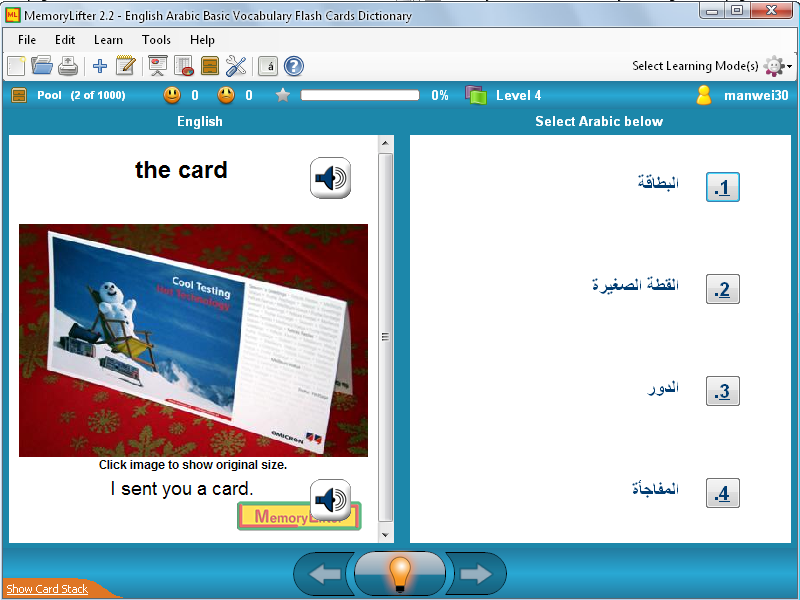 MemoryLifter 2.2 - English Arabic Basic Vocabulary Flash Cards Dictionary
File Edit Learn Tools Help
á ? Select Learning Mode(s)
Pool (2 of 1000) 0 0 0% Level 4 manwei30
English
the card
Cool Testing
Hot Technology
OMICRON
Click image to show original size.
I sent you a card.
MemoryLifter
Select Arabic below
البطاقة .1
القطة الصغيرة .2
الدور .3
المفاجأة .4
Show Card Stack